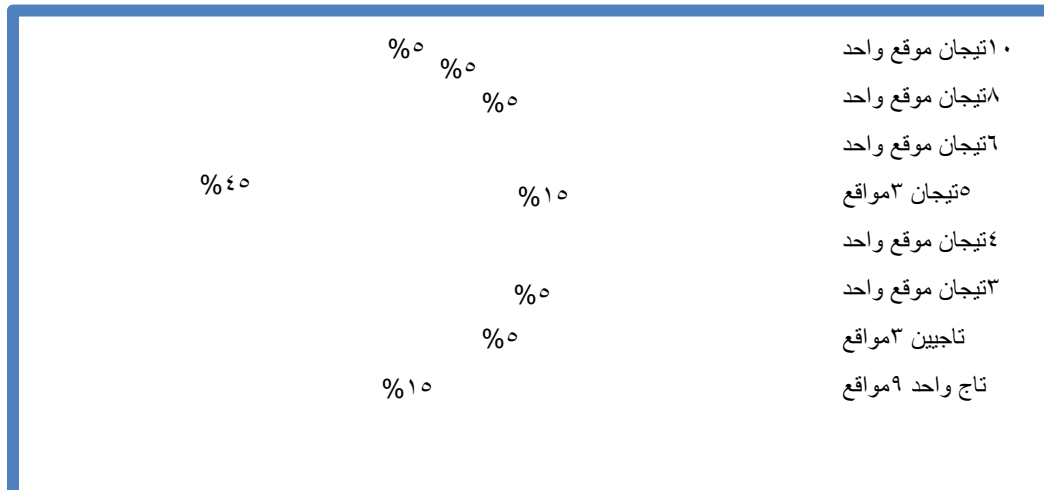 ١٠تيجان موقع واحد
٨تيجان موقع واحد
٦تيجان موقع واحد
٥تيجان ٣مواقع
٤تيجان موقع واحد
٣تيجان موقع واحد
تاجيين ٣مواقع
تاج واحد ٩مواقع
%٥
%٥
%٥
%١٥
%٥
%٥
%١٥
%٤٥